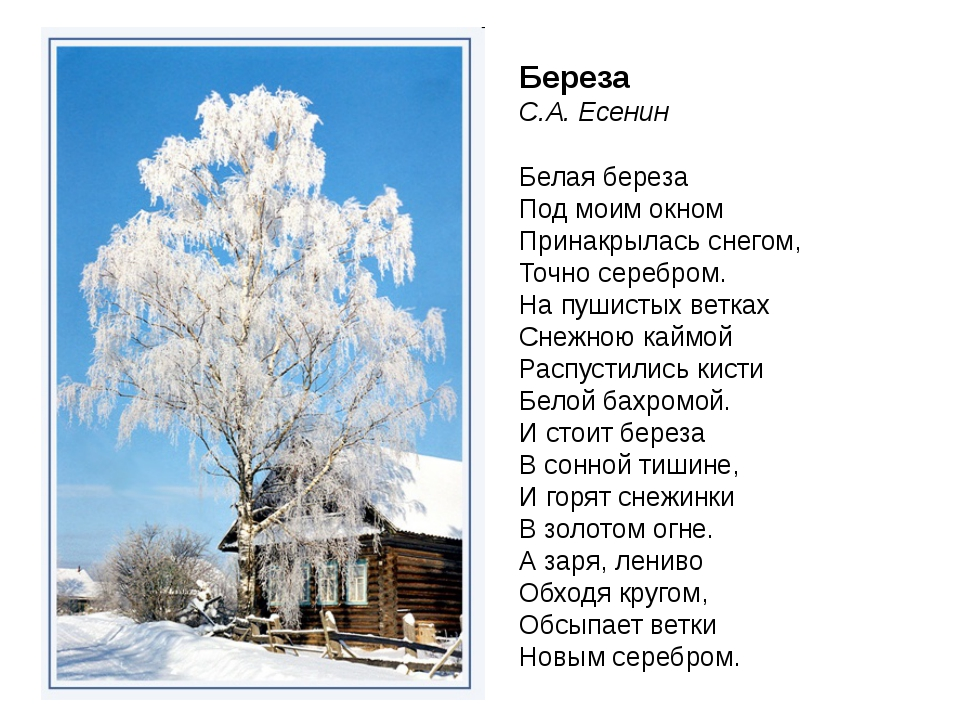 Береза
С.А. Есенин
Белая береза
Под моим окном
Принакрылась снегом,
Точно серебром.
На пушистых ветках
Снежною каймой
Распустились кисти
Белой бахромой.
И стоит береза
В сонной тишине,
И горят снежинки
В золотом огне.
А заря, лениво
Обходя кругом,
Обсыпает ветки
Новым серебром.